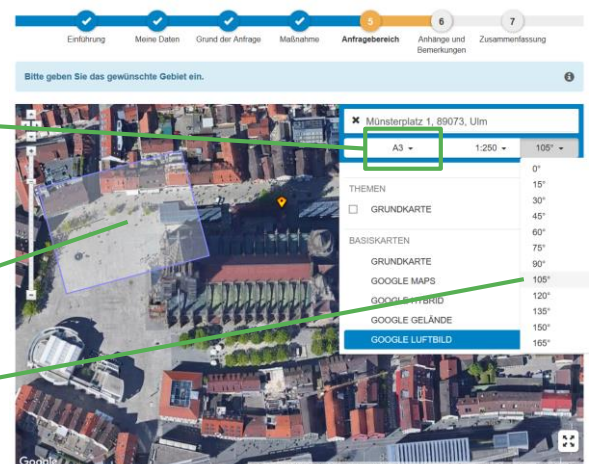 5
6
7
Einführung
Meine Daten
Grund der Anfrage
Maßnahme
Anfragebereich
Anhänge und
Bemerkungen
Zusammenfassung
Bitte geben Sie das gewünschte Gebiet ein.
Münsterplatz 1, 89073, Ulm
A3
1:250
105°
0°
15°
30°
45°
60°
75°
90°
105°
120°
135°
150°
165°
THEMEN
GRUNDKARTE
BASISKARTEN
GRUNDKARTE
GOOGLE MAPS
GOOGLE HYBRID
GOOGLE GELÄNDE
GOOGLE LUFTBILD
Google